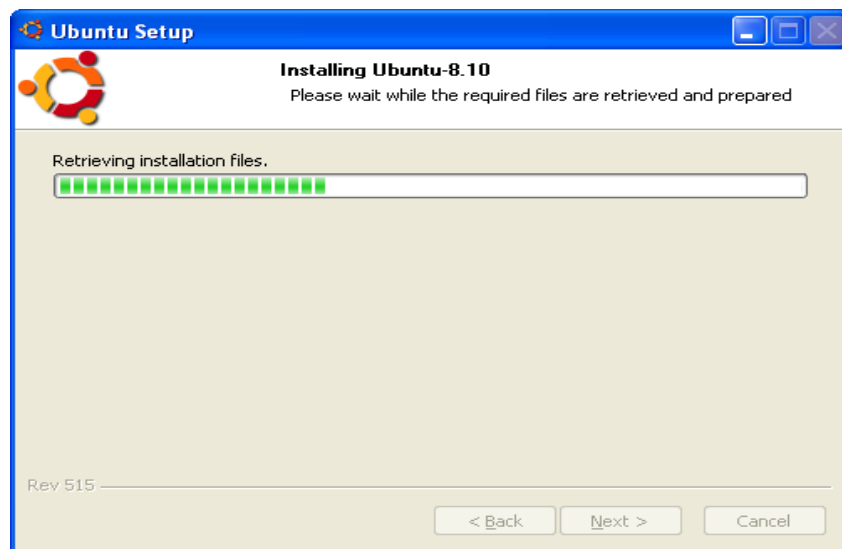 Ubuntu Setup
Installing Ubuntu-8.10
Please wait while the required files are retrieved and prepared
Retrieving installation files.
Rev 515
< Back
Next >
Cancel